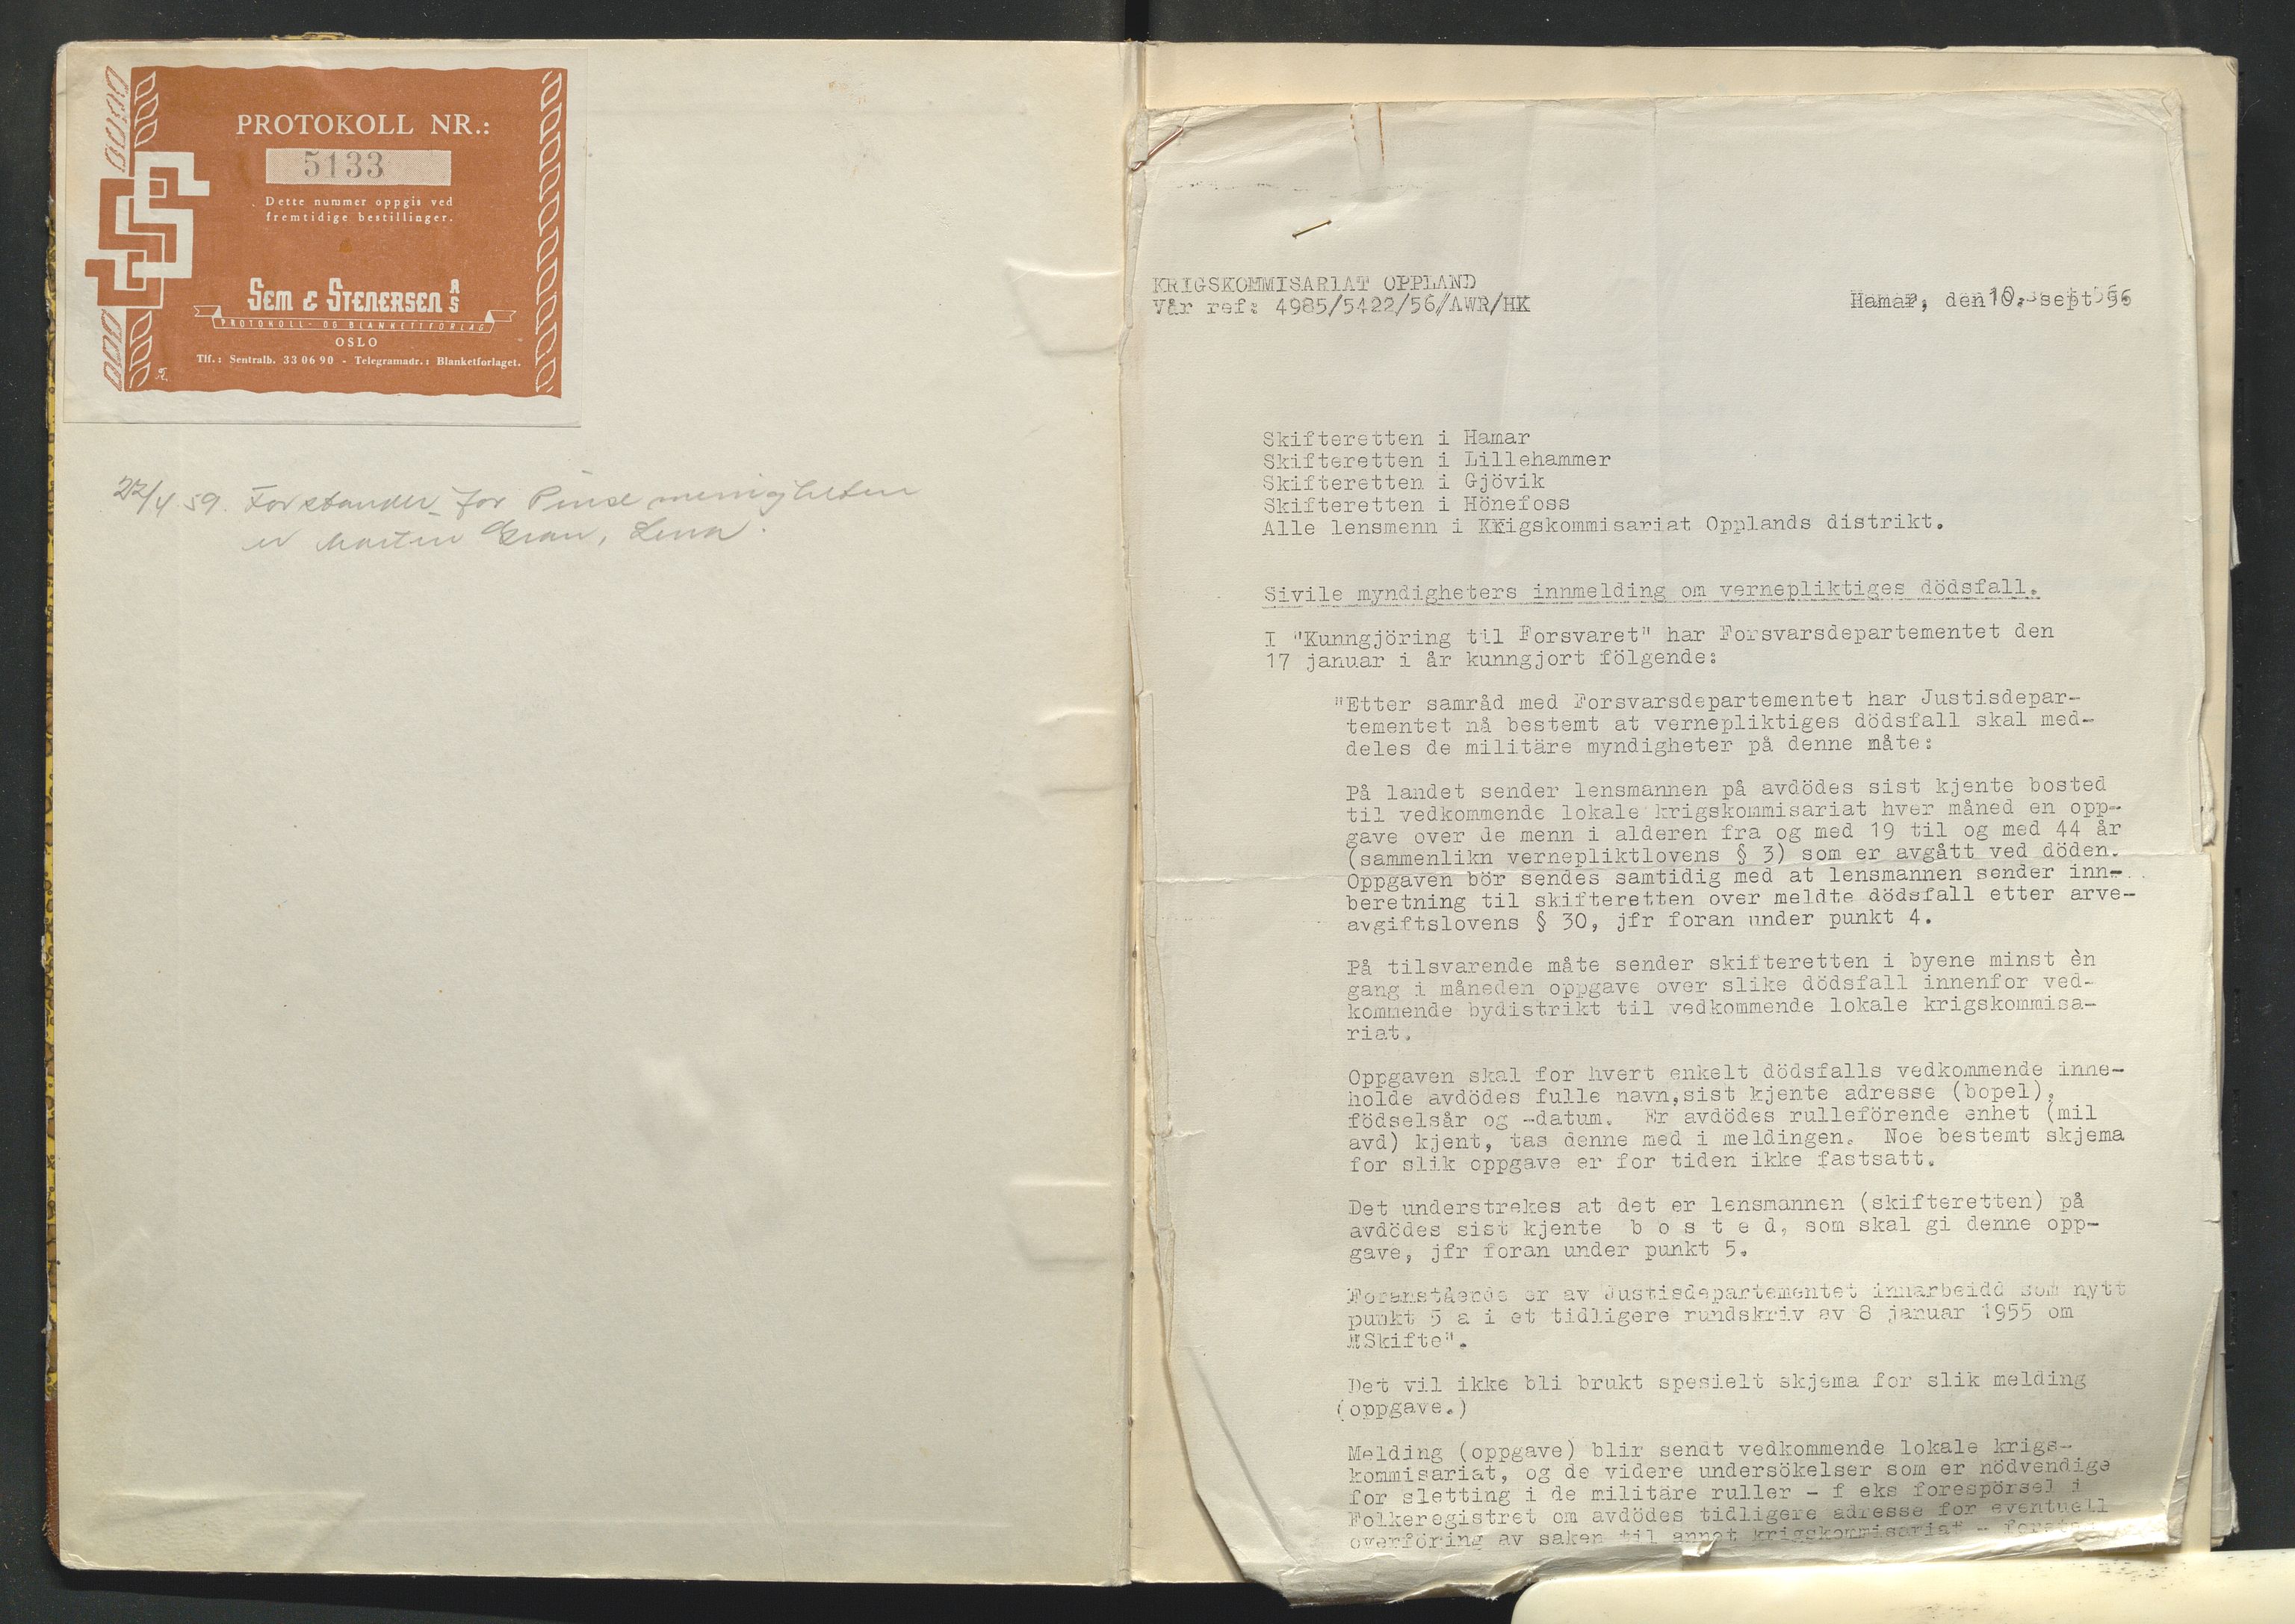 PROTOKOLL NR.:
5133
Dette nummer oppgis ved
fremtidige bestillinger.
SEM & STENERSEN A/S
PROTOKOLL- OG BLANKETTFORLAG
OSLO
Tlf.: Sentralb. 33 06 90 - Telegramadr.: Blanketforlaget.
22/4 59. Forstander for Pinsemenigheten
er Martin Gran, Lena.
KRIGSKOMMISARIAT OPPLAND
Vår ref: 4985/5422/56//AWR/HK
Hamar, den 10. sept 56
Skifteretten i Hamar
Skifteretten i Lillehammer
Skifteretten i Gjövik
Skifteretten i Hönefoss
Alle lensmenn i Krigskommisariat Opplands distrikt.
Sivile myndigheters innmelding om vernepliktiges dödsfall.
I "Kunngjöring til Forsvaret" har Forsvarsdepartementet den
17 januar i år kunngjort fölgende:
"Etter samråd med Forsvarsdepartementet har Justisdepar-
tementet nå bestemt at vernepliktiges dödsfall skal med-
deles de militäre myndigheter på denne måte:
På landet sender lensmannen på avdödes sist kjente bosted
til vedkommende lokale krigskommisariat hver måned en opp-
gave over de menn i alderen fra og med 19 til og med 44 år
(sammenlikn vernepliktlovens § 3) som er avgått ved döden.
Oppgaven bör sendes samtidig med at lensmannen sender inn-
beretning til skifteretten over meldte dödsfall etter arve-
avgiftslovens § 30, jfr foran under punkt 4.
På tilsvarende måte sender skifteretten i byene minst èn
gang i måneden oppgave over slike dödsfall innenfor ved-
kommende bydistrikt til vedkommende lokale krigskommisa-
riat.
Oppgaven skal for hvert enkelt dödsfalls vedkommende inne-
holde avdödes fulle navn,sist kjente adresse (bopel),
födselsår og -datum. Er avdödes rulleförende enhet (mil
avd) kjent, tas denne med i meldingen. Noe bestemt skjema
for slik oppgave er for tiden ikke fastsatt.
Det understrekes at det er lensmannen (skifteretten) på
avdödes sist kjente b o s t e d, som skal gi denne opp-
gave, jfr foran under punkt 5.
Foranstående er av Justisdepartementet innarbeidd som nytt
punkt 5 a i et tidligere rundskriv av 8 januar 1955 om
"Skifte".
Det vil ikke bli brukt spesielt skjema for slik melding
(oppgave.)
Melding (oppgave) blir sendt vedkommende lokale krigs-
kommisariat, og de videre undersökelser som er nödvendige
for sletting i de militäre ruller - f eks forespörsel i
Folkeregistret om avdödes tidligere adresse for eventuell
overföring av saken til annet krigskommisariat -